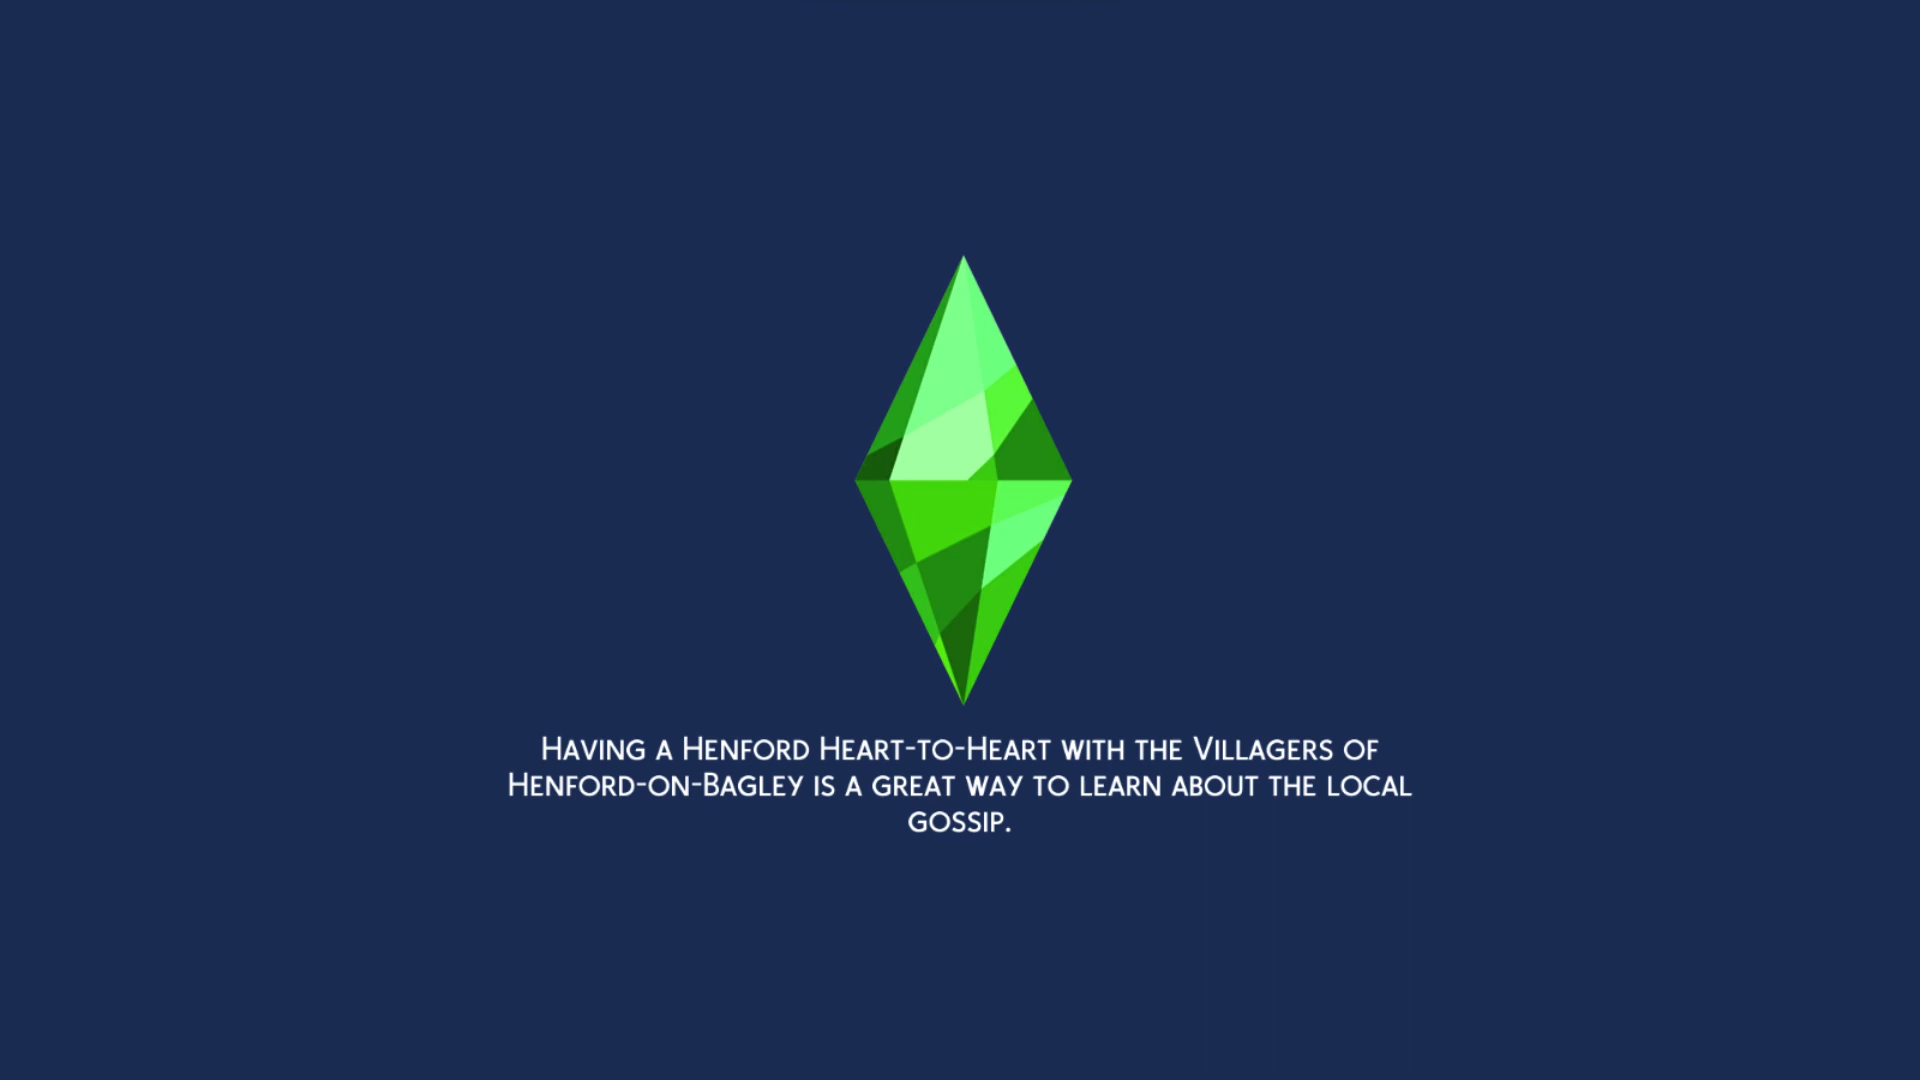 Having a Henford Heart-to-Heart with the Villagers of
Henford-on-Bagley is a great way to learn about the local
gossip.